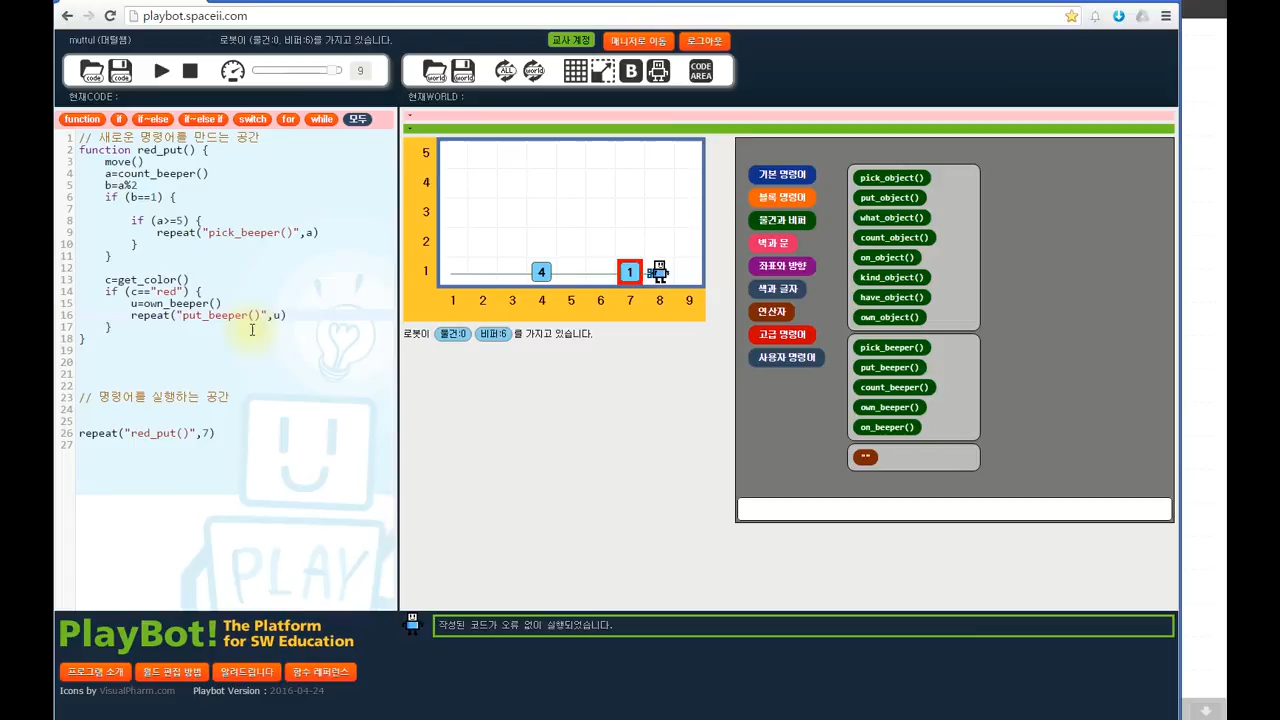 playbot.spaceii.com
muttul (머털쌤)
로봇이 (물건:0, 비퍼:6)를 가지고 있습니다.
교사 계정
매니저로 이동
로그아웃
code
code
9
world
world
ALL
world
B
CODE AREA
현재CODE :
현재WORLD :
function
if
if~else
if~else if
switch
for
while
모두
1 // 새로운 명령어를 만드는 공간
2 function red_put() {
3 move()
4 a=count_beeper()
5 b=a%2
6 if (b==1) {
7
8 if (a>=5) {
9 repeat("pick_beeper()",a)
10 }
11 }
12
13 c=get_color()
14 if (c=="red") {
15 u=own_beeper()
16 repeat("put_beeper()",u)
17 }
18 }
19
20
21
22
23 // 명령어를 실행하는 공간
24
25
26 repeat("red_put()",7)
27
5
4
3
2
1
4
1
1 2 3 4 5 6 7 8 9
로봇이 물건:0 비퍼:6 를 가지고 있습니다.
기본 명령어
블록 명령어
물건과 비퍼
벽과 문
좌표와 방향
색과 글자
연산자
고급 명령어
사용자 명령어
pick_object()
put_object()
what_object()
count_object()
on_object()
kind_object()
have_object()
own_object()
pick_beeper()
put_beeper()
count_beeper()
own_beeper()
on_beeper()
""
PLAY
작성된 코드가 오류 없이 실행되었습니다.
PlayBot! The Platform
for SW Education
프로그램 소개
월드 편집 방법
알려드립니다
함수 레퍼런스
Icons by VisualPharm.com Playbot Version : 2016-04-24